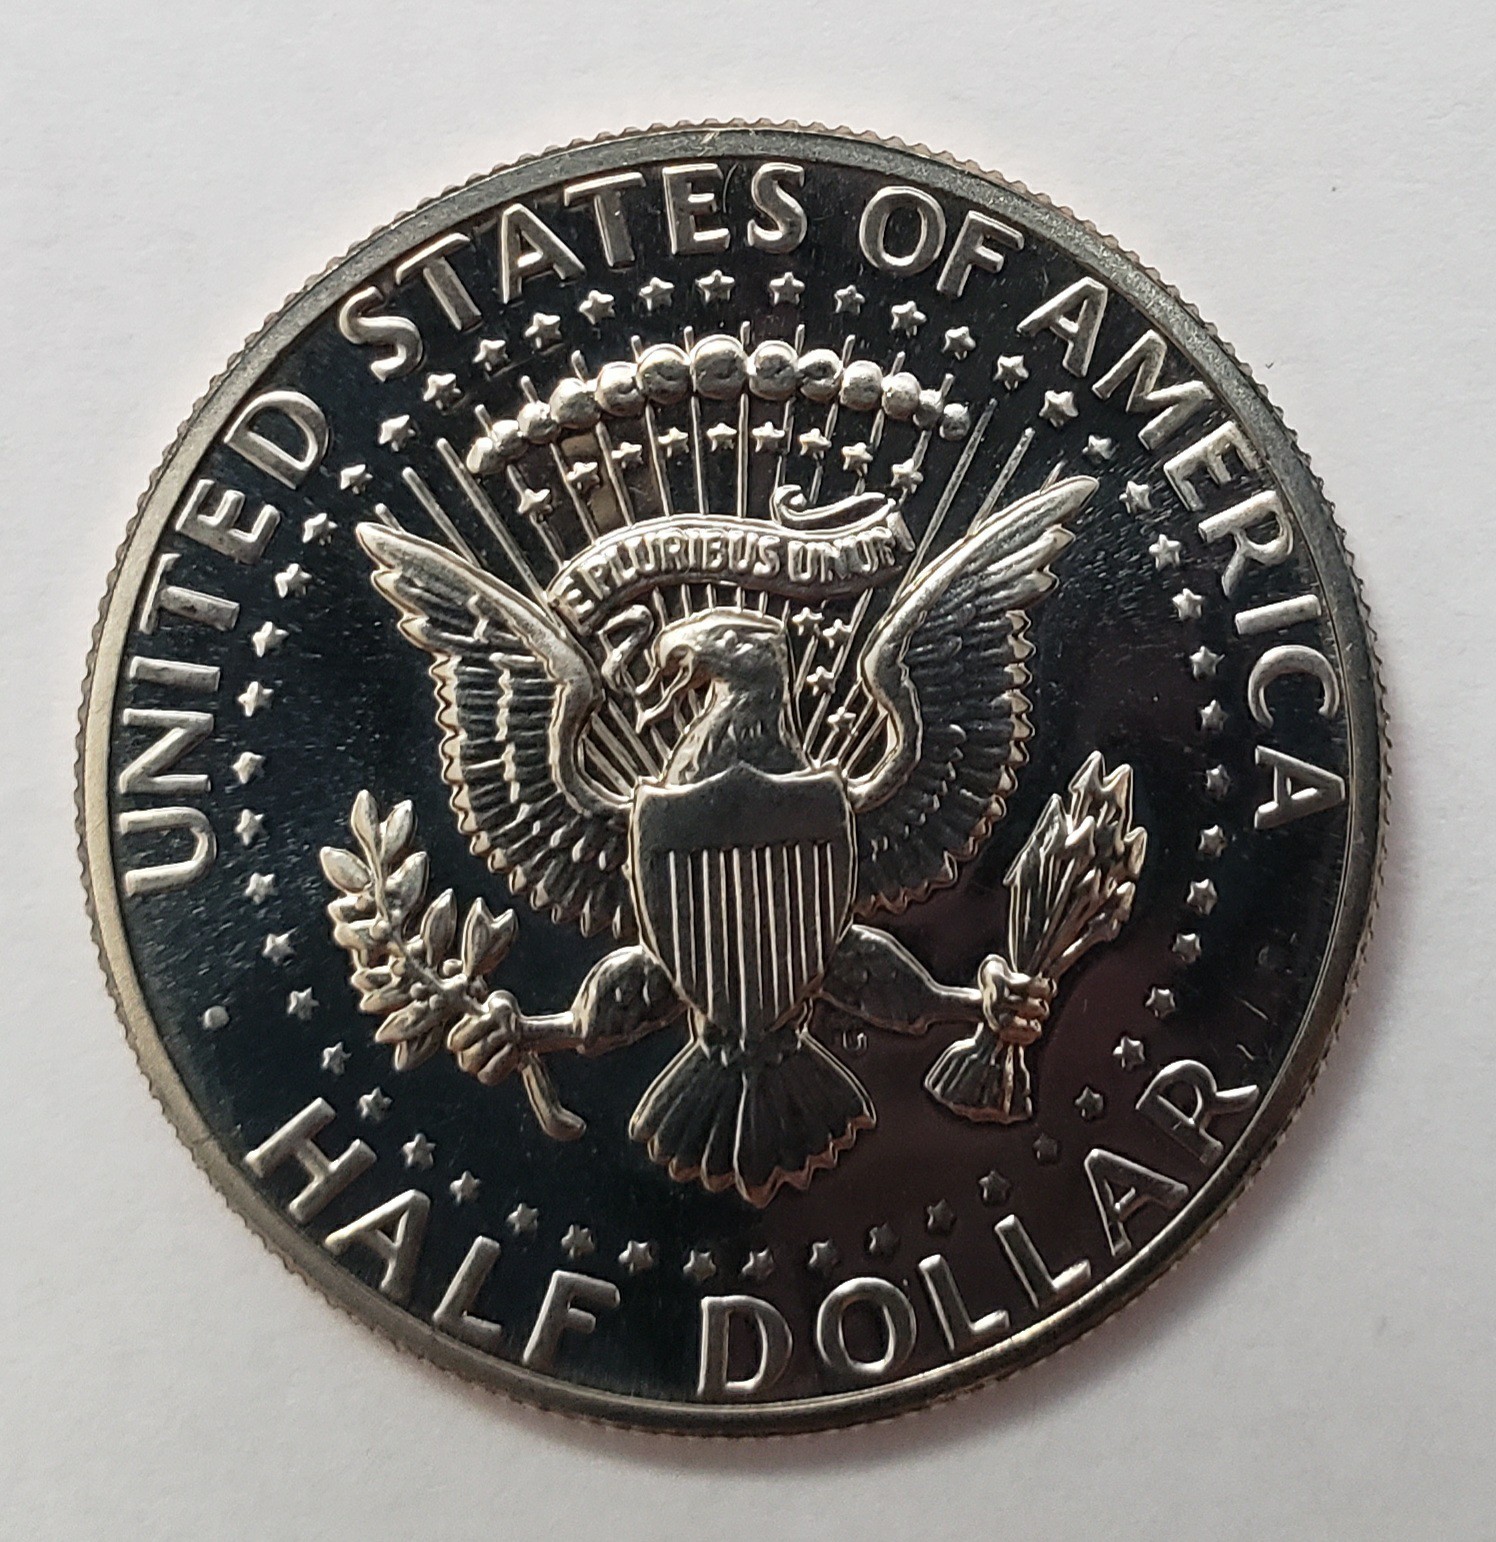 UNITED STATES OF AMERICA
E PLURIBUS UNUM
HALF DOLLAR